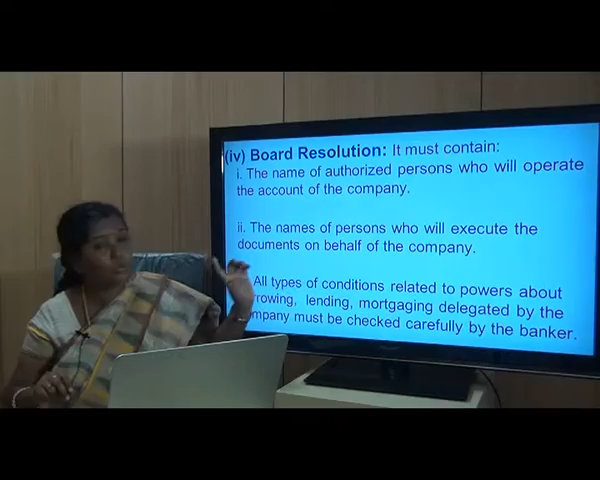 (iv) Board Resolution: It must contain:
i. The name of authorized persons who will operate
the account of the company.
ii. The names of persons who will execute the
documents on behalf of the company.
All types of conditions related to powers about
rrowing, lending, mortgaging delegated by the
mpany must be checked carefully by the banker.